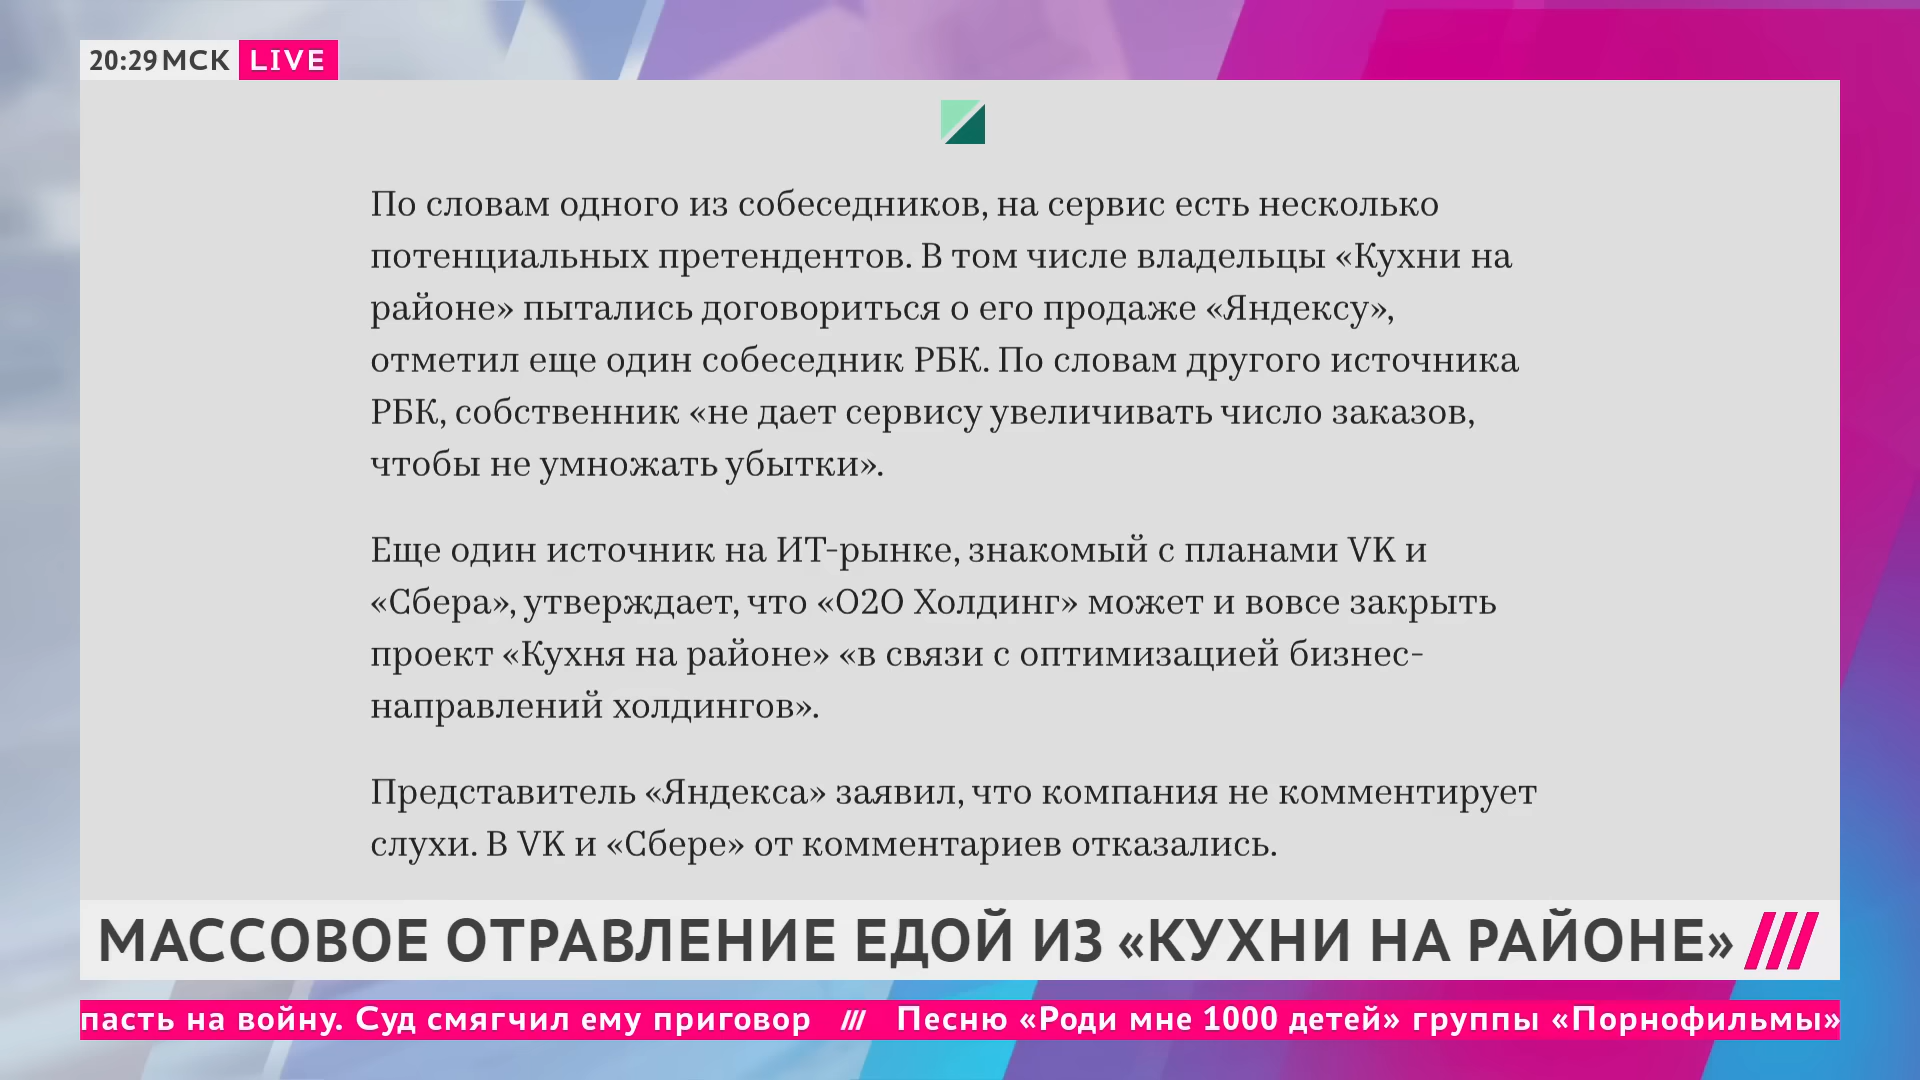 20:29 МСК LIVE
По словам одного из собеседников, на сервис есть несколько
потенциальных претендентов. В том числе владельцы «Кухни на
районе» пытались договориться о его продаже «Яндексу»,
отметил еще один собеседник РБК. По словам другого источника
РБК, собственник «не дает сервису увеличивать число заказов,
чтобы не умножать убытки».
Еще один источник на ИТ-рынке, знакомый с планами VK и
«Сбера», утверждает, что «О2О Холдинг» может и вовсе закрыть
проект «Кухня на районе» «в связи с оптимизацией бизнес-
направлений холдингов».
Представитель «Яндекса» заявил, что компания не комментирует
слухи. В VK и «Сбере» от комментариев отказались.
МАССОВОЕ ОТРАВЛЕНИЕ ЕДОЙ ИЗ «КУХНИ НА РАЙОНЕ»
пасть на войну. Суд смягчил ему приговор /// Песню «Роди мне 1000 детей» группы «Порнофильмы»